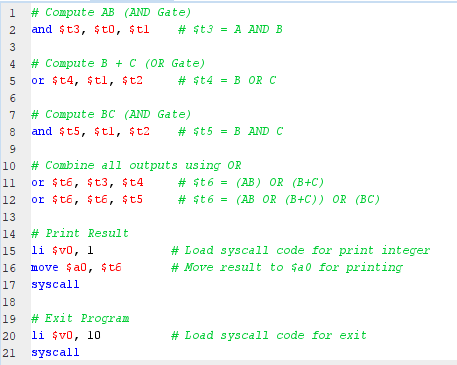 1 # Compute AB (AND Gate)
2 and $t3, $t0, $t1 # $t3 = A AND B
3
4 # Compute B + C (OR Gate)
5 or $t4, $t1, $t2 # $t4 = B OR C
6
7 # Compute BC (AND Gate)
8 and $t5, $t1, $t2 # $t5 = B AND C
9
10 # Combine all outputs using OR
11 or $t6, $t3, $t4 # $t6 = (AB) OR (B+C)
12 or $t6, $t6, $t5 # $t6 = (AB OR (B+C)) OR (BC)
13
14 # Print Result
15 li $v0, 1 # Load syscall code for print integer
16 move $a0, $t6 # Move result to $a0 for printing
17 syscall
18
19 # Exit Program
20 li $v0, 10 # Load syscall code for exit
21 syscall